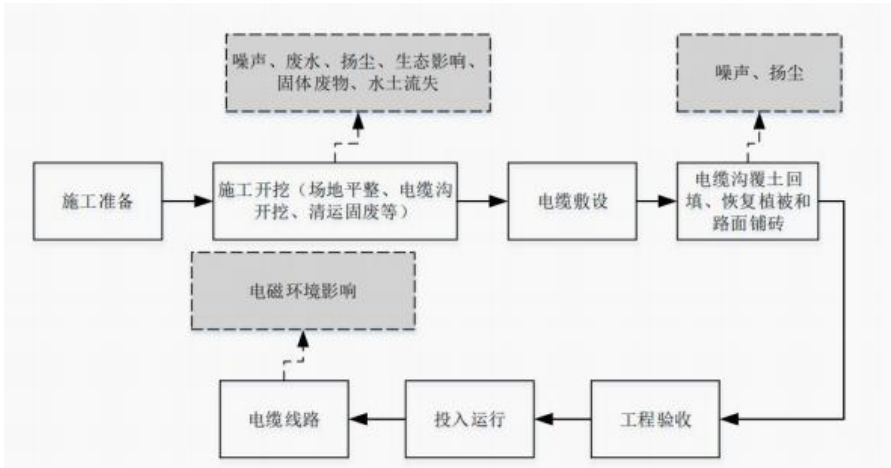 噪声、废水、扬尘、生态影响、
固体废物、水土流失
噪声、扬尘
施工准备
施工开挖（场地平整、电缆沟
开挖、清运固废等）
电缆敷设
电缆沟覆土回
填、恢复植被和
路面铺砖
电磁环境影响
电缆线路
投入运行
工程验收